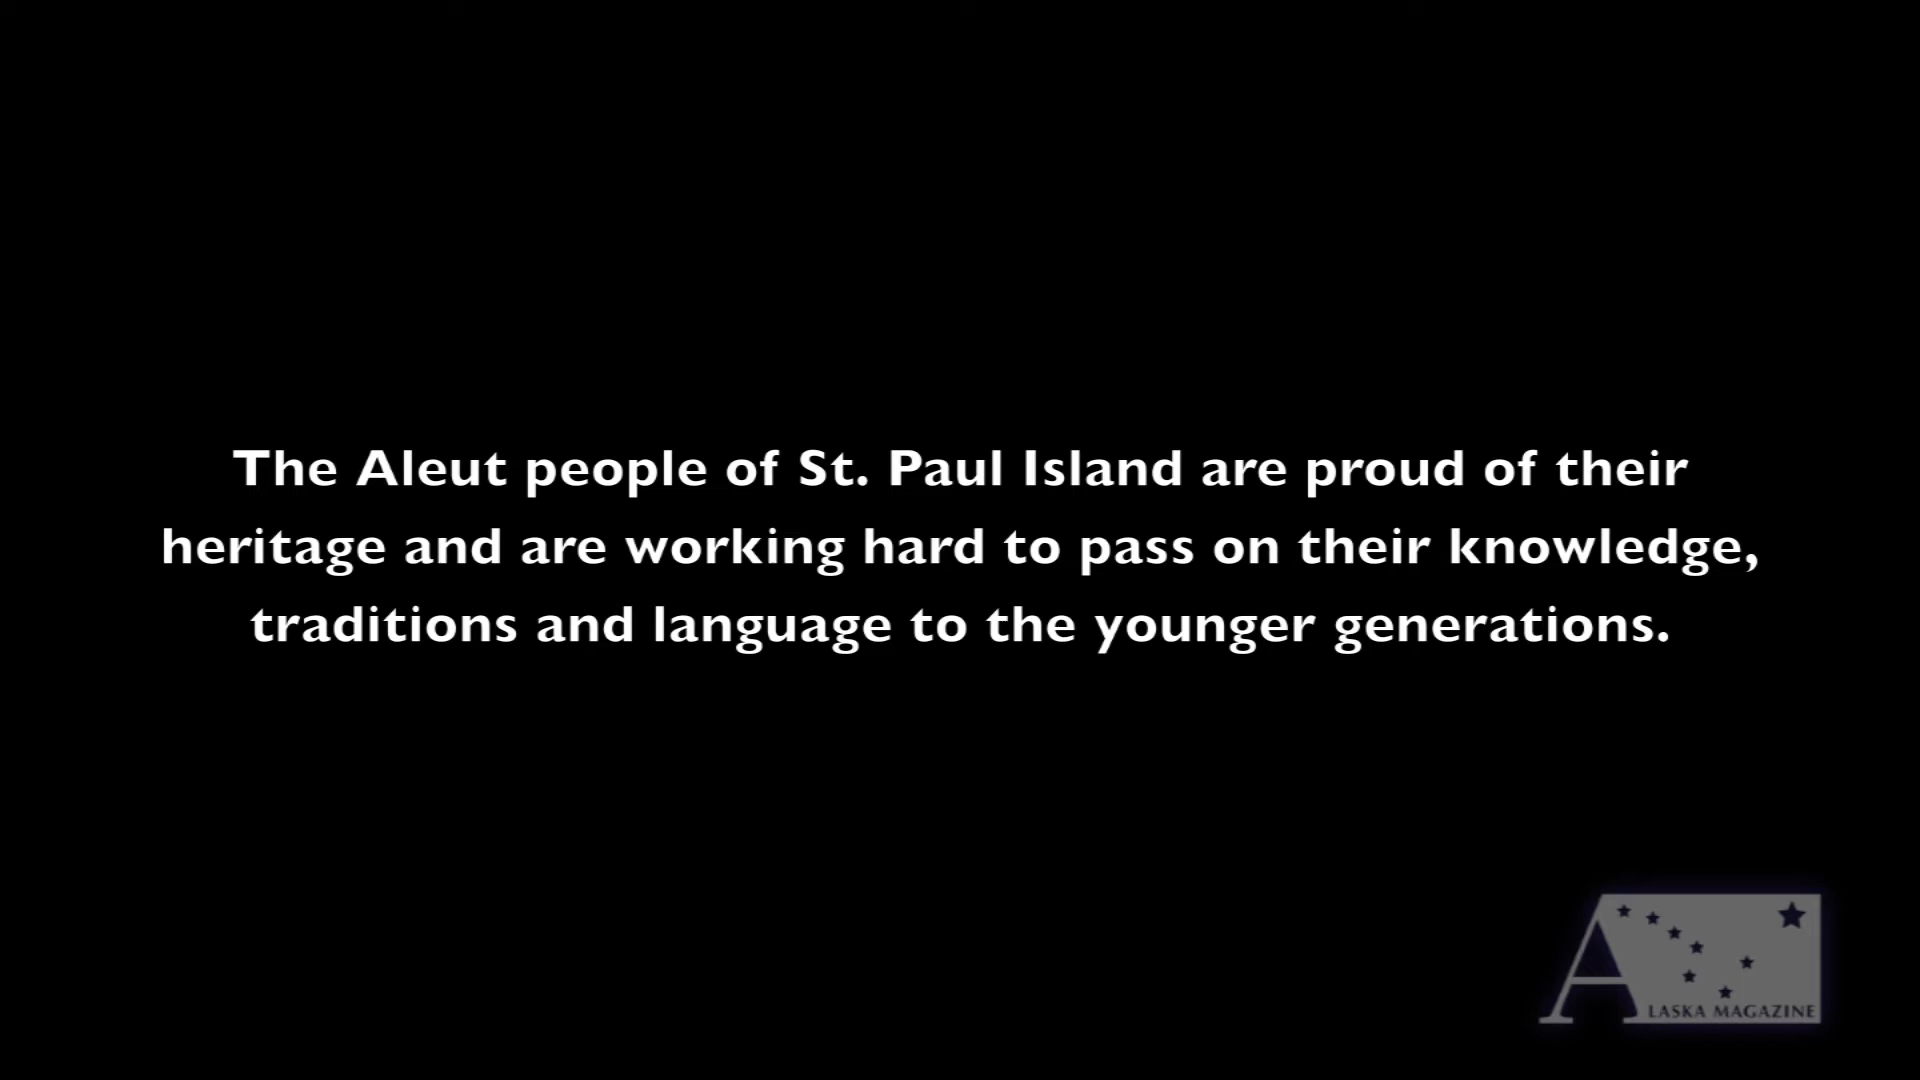 The Aleut people of St. Paul Island are proud of their
heritage and are working hard to pass on their knowledge,
traditions and language to the younger generations.
ALASKA MAGAZINE